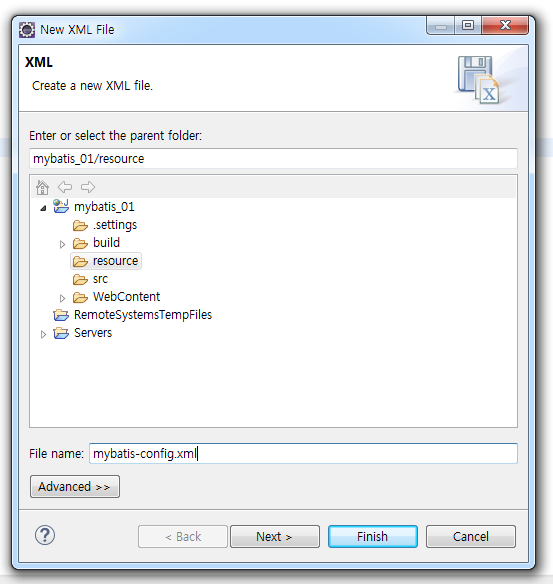 New XML File
XML
Create a new XML file.
Enter or select the parent folder:
mybatis_01/resource
mybatis_01
.settings
build
resource
src
WebContent
RemoteSystemsTempFiles
Servers
File name: mybatis-config.xml
Advanced >>
< Back Next > Finish Cancel